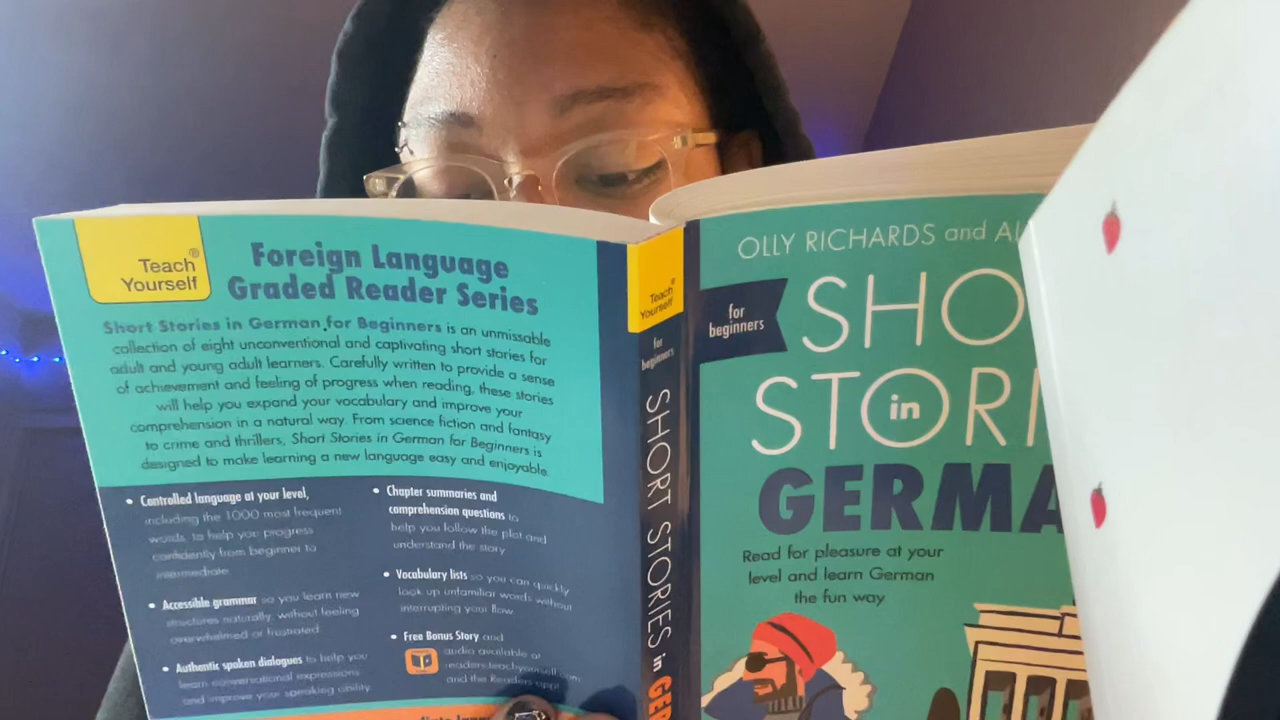 Teach
Yourself®
Foreign Language
Graded Reader Series
Short Stories in German for Beginners is an unmissable
collection of eight unconventional and captivating short stories for
adult and young adult learners. Carefully written to provide a sense
of achievement and feeling of progress when reading, these stories
will help you expand your vocabulary and improve your
comprehension in a natural way. From science fiction and fantasy
to crime and thrillers, Short Stories in German for Beginners is
designed to make learning a new language easy and enjoyable.
• Controlled language at your level,
including the 1000 most frequent
words, to help you progress
confidently from beginner to
intermediate
• Accessible grammar so you learn new
structures naturally, without feeling
overwhelmed or frustrated
• Authentic spoken dialogues to help you
learn conversational expressions
and improve your speaking ability
• Chapter summaries and
comprehension questions to
help you follow the plot and
understand the story
• Vocabulary lists so you can quickly
look up unfamiliar words without
interrupting your flow
• Free Bonus Story and
audio available at
readers.teachyourself.com
and the Readers app!
Teach
Yourself®
for
beginners
SHORT STORIES in GER
OLLY RICHARDS and
for
beginners
SHO
STORI
in
GERMA
Read for pleasure at your
level and learn German
the fun way